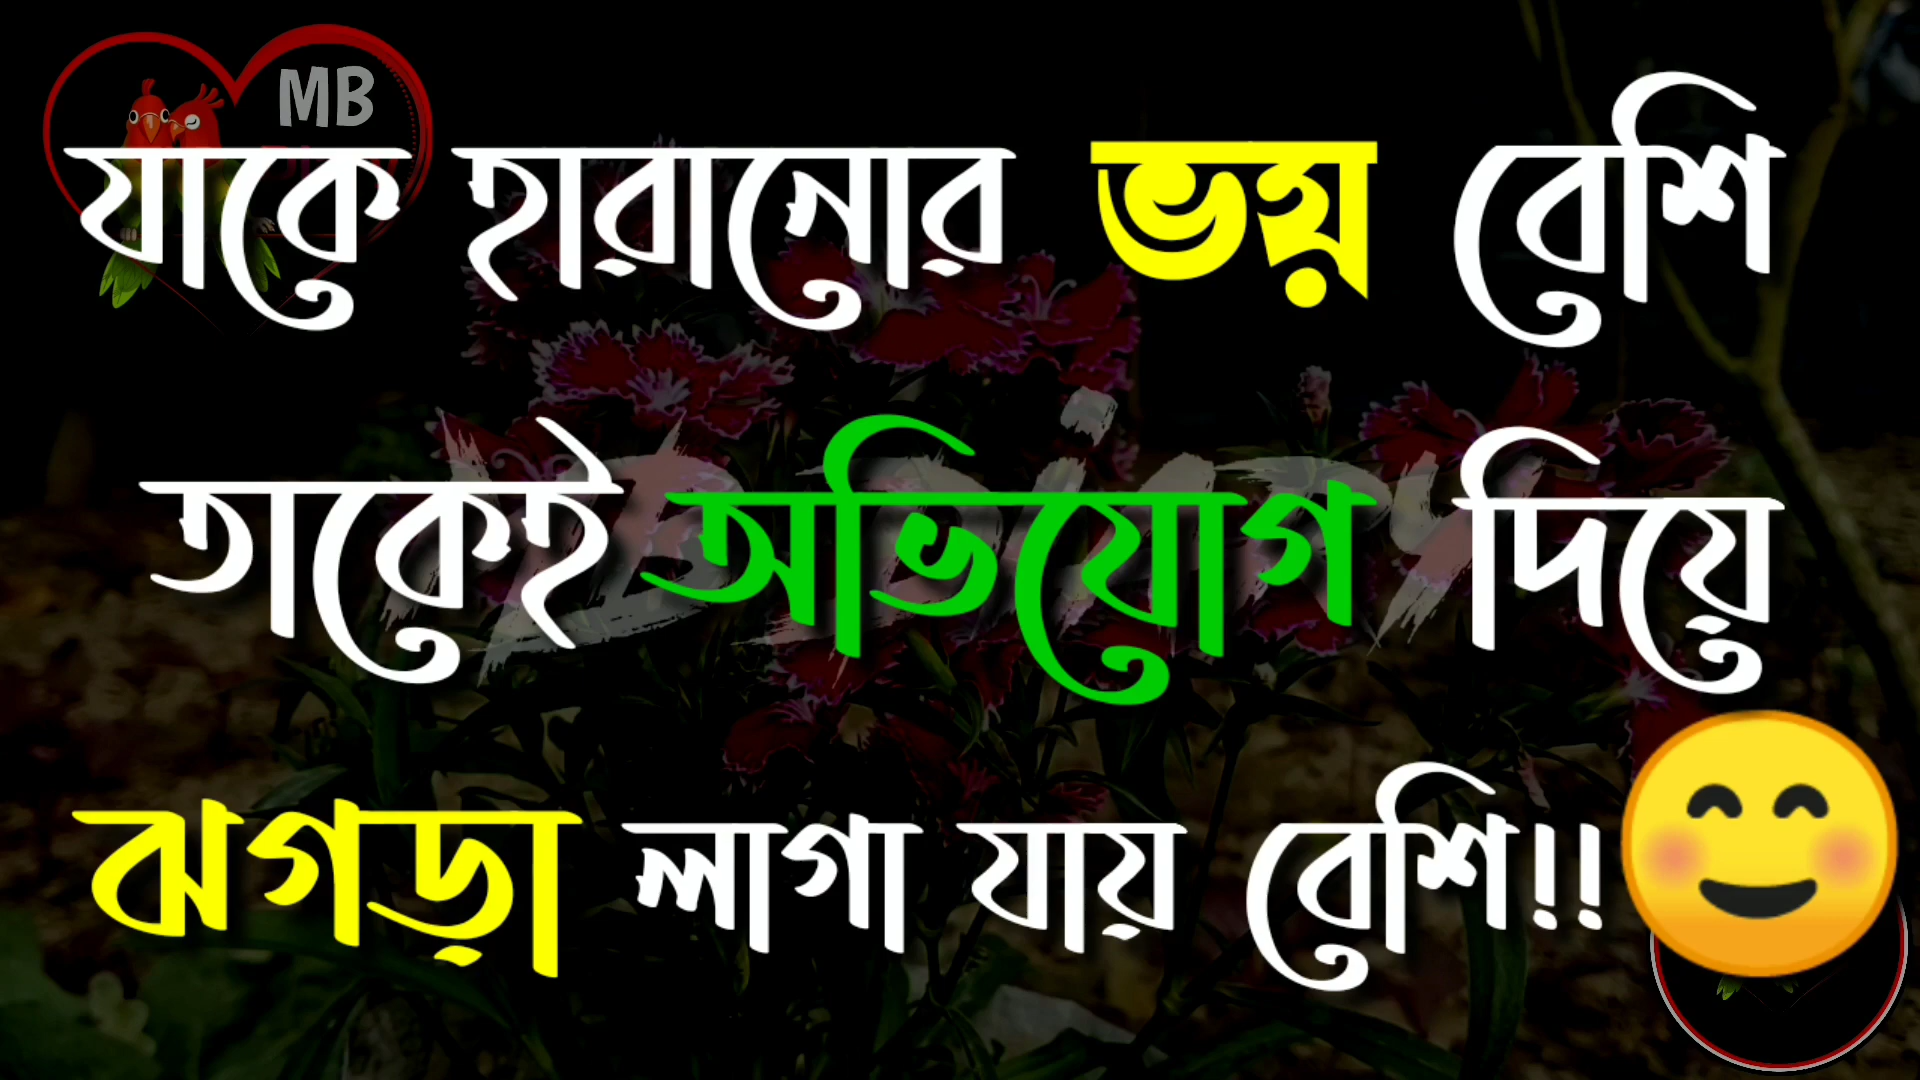 MB
যাকে হারানোর ভয় বেশি
তাকেই অভিযোগ দিয়ে
ঝগড়া লাগা যায় বেশি!!